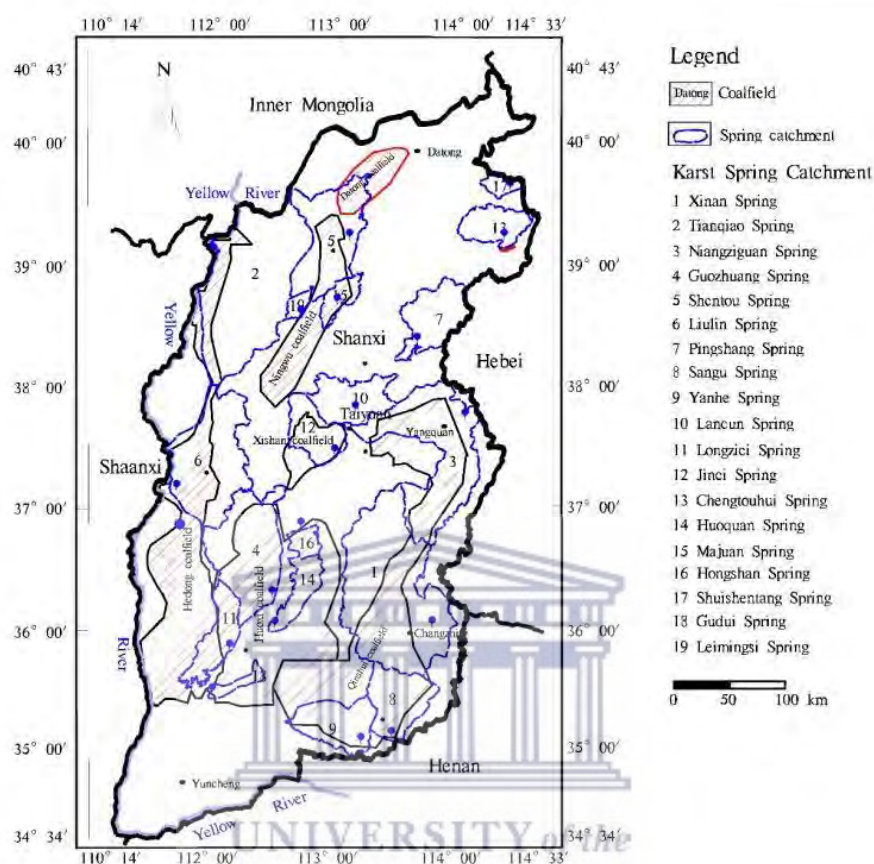 110° 14′ 112° 00′ 113° 00′ 114° 00′ 114° 33′
40° 43′ 40° 43′
N
Inner Mongolia
40° 00′ 40° 00′
Datong
Datong coalfield
Yellow River
17
13
5
39° 00′ 39° 00′
2
19
15
7
Yellow
Ningwu coalfield
Shanxi
Hebei
38° 00′ 38° 00′
10
Taiyuan
12
Xishan coalfield
Yangquan
3
6
Shaanxi
37° 00′ 37° 00′
16
4
14
1
Hedong coalfield
Huoxi coalfield
11
36° 00′ 36° 00′
River
Qinshui coalfield
8
9
35° 00′ 35° 00′
Henan
Yuncheng
Yellow River
34° 34′ 34° 34′
UNIVERSITY of the
110° 14′ 112° 00′ 113° 00′ 114° 00′ 114° 33′
Legend
Datong Coalfield
Spring catchment
Karst Spring Catchment
1 Xinan Spring
2 Tianqiao Spring
3 Niangziguan Spring
4 Guozhuang Spring
5 Shentou Spring
6 Liulin Spring
7 Pingshang Spring
8 Sangu Spring
9 Yanhe Spring
10 Lancun Spring
11 Longzici Spring
12 Jinci Spring
13 Chengtouhui Spring
14 Huoquan Spring
15 Majuan Spring
16 Hongshan Spring
17 Shuishentang Spring
18 Gudui Spring
19 Leimingsi Spring
0 50 100 km